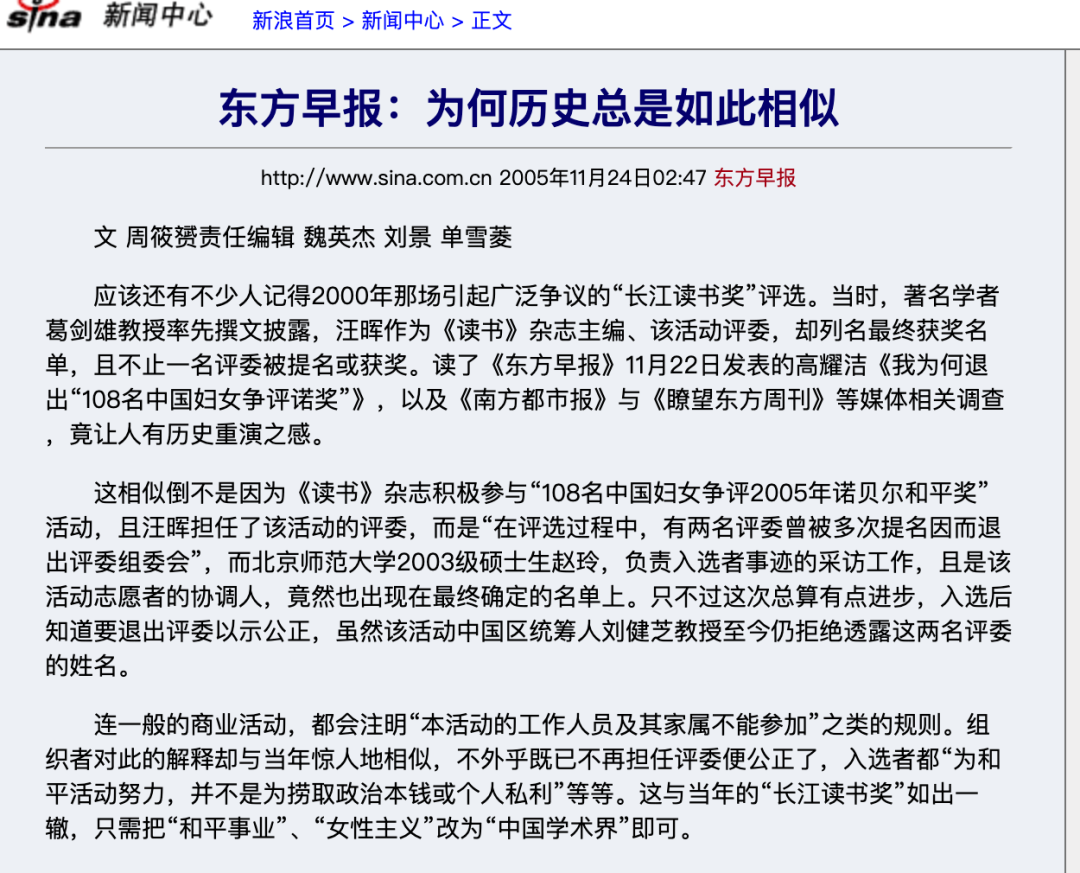 sina 新闻中心 新浪首页 > 新闻中心 > 正文
东方早报：为何历史总是如此相似
http://www.sina.com.cn 2005年11月24日02:47 东方早报
文 周筱赟责任编辑 魏英杰 刘景 单雪菱
应该还有不少人记得2000年那场引起广泛争议的“长江读书奖”评选。当时，著名学者
葛剑雄教授率先撰文披露，汪晖作为《读书》杂志主编、该活动评委，却列名最终获奖名
单，且不止一名评委被提名或获奖。读了《东方早报》11月22日发表的高耀洁《我为何退
出“108名中国妇女争评诺奖”》，以及《南方都市报》与《瞭望东方周刊》等媒体相关调查
，竟让人有历史重演之感。
这相似倒不是因为《读书》杂志积极参与“108名中国妇女争评2005年诺贝尔和平奖”
活动，且汪晖担任了该活动的评委，而是“在评选过程中，有两名评委曾被多次提名因而退
出评委组委会”，而北京师范大学2003级硕士生赵玲，负责入选者事迹的采访工作，且是该
活动志愿者的协调人，竟然也出现在最终确定的名单上。只不过这次总算有点进步，入选后
知道要退出评委以示公正，虽然该活动中国区统筹人刘健芝教授至今仍拒绝透露这两名评委
的姓名。
连一般的商业活动，都会注明“本活动的工作人员及其家属不能参加”之类的规则。组
织者对此的解释却与当年惊人地相似，不外乎既已不再担任评委便公正了，入选者都“为和
平活动努力，并不是为捞取政治本钱或个人私利”等等。这与当年的“长江读书奖”如出一
辙，只需把“和平事业”、“女性主义”改为“中国学术界”即可。